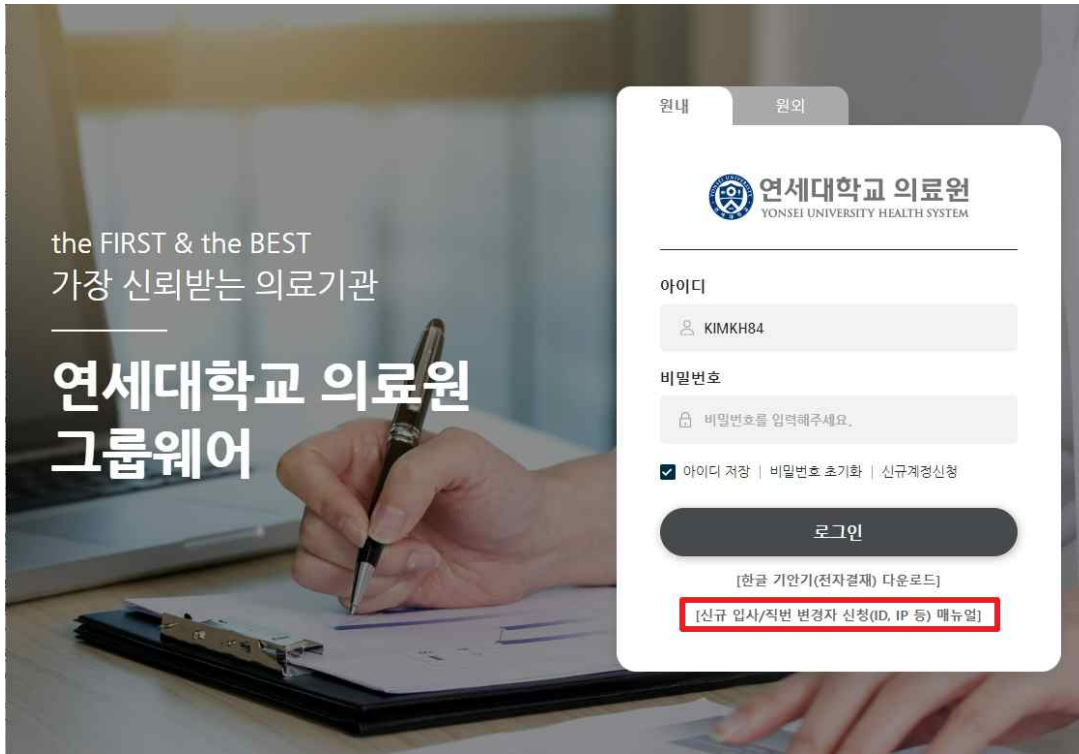 the FIRST & the BEST
가장 신뢰받는 의료기관
연세대학교 의료원
그룹웨어
원내
원외
연세대학교 의료원
YONSEI UNIVERSITY HEALTH SYSTEM
아이디
KIMKH84
비밀번호
비밀번호를 입력해주세요.
아이디 저장 | 비밀번호 초기화 | 신규계정신청
로그인
[한글 기안기(전자결재) 다운로드]
[신규 입사/직번 변경자 신청(ID, IP 등) 매뉴얼]